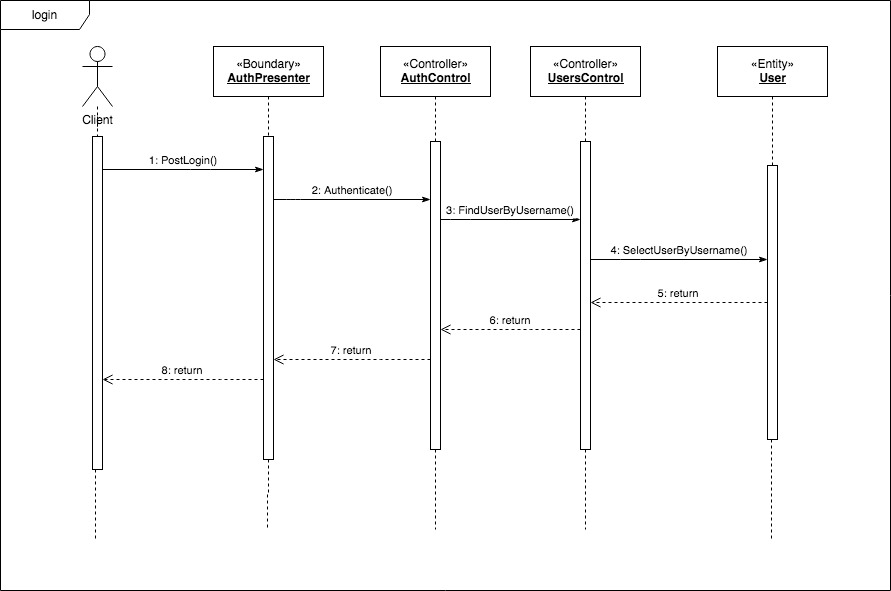 login
«Boundary»
AuthPresenter
«Controller»
AuthControl
«Controller»
UsersControl
«Entity»
User
Client
1: PostLogin()
2: Authenticate()
3: FindUserByUsername()
4: SelectUserByUsername()
5: return
6: return
7: return
8: return